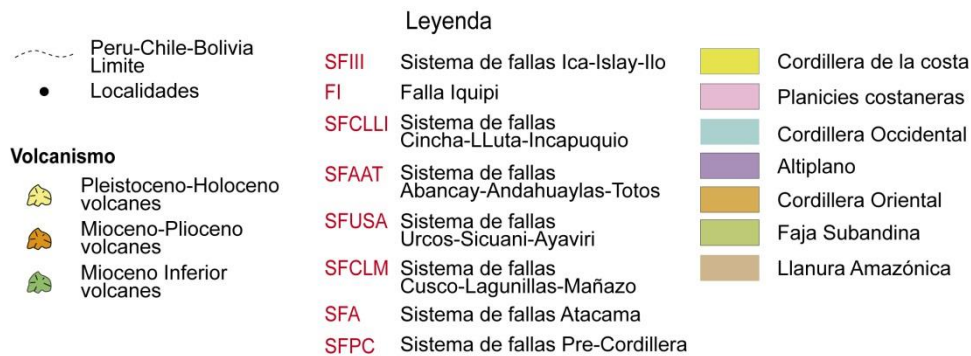 Leyenda
Peru-Chile-Bolivia
Limite
Localidades
Volcanismo
Pleistoceno-Holoceno
volcanes
Mioceno-Plioceno
volcanes
Mioceno Inferior
volcanes
SFIII Sistema de fallas Ica-Islay-Ilo
FI Falla Iquipi
SFCLLI Sistema de fallas
Cincha-LLuta-Incapuquio
SFAAT Sistema de fallas
Abancay-Andahuaylas-Totos
SFUSA Sistema de fallas
Urcos-Sicuani-Ayaviri
SFCLM Sistema de fallas
Cusco-Lagunillas-Mañazo
SFA Sistema de fallas Atacama
SFPC Sistema de fallas Pre-Cordillera
Cordillera de la costa
Planicies costaneras
Cordillera Occidental
Altiplano
Cordillera Oriental
Faja Subandina
Llanura Amazónica